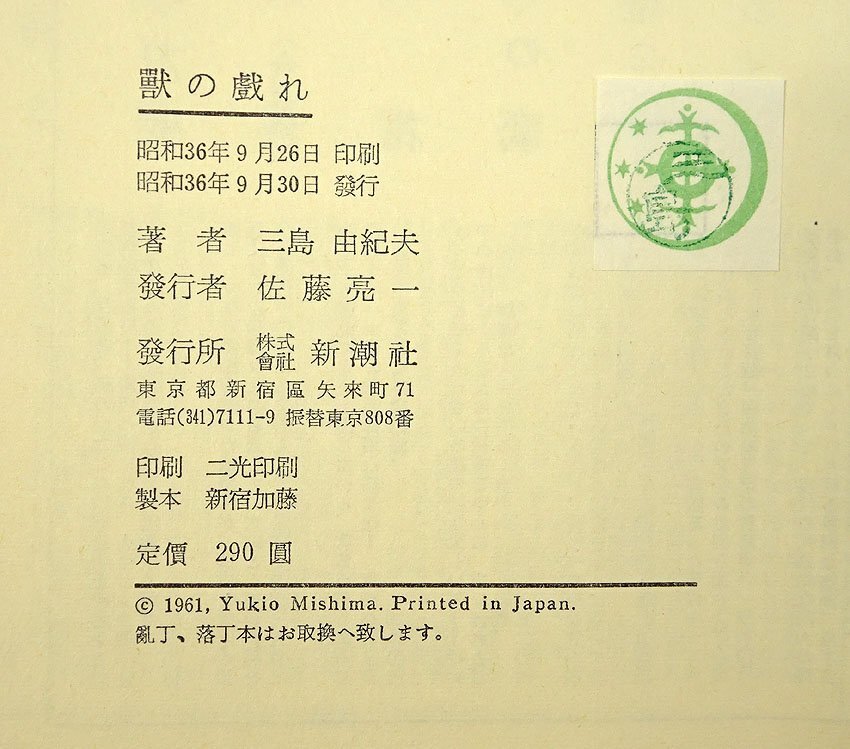 獸の戲れ
昭和36年9月26日 印刷
昭和36年9月30日 發行
著者 三島 由紀夫
發行者 佐藤亮一
發行所 株式會社 新潮社
東京都新宿區矢來町71
電話(341)7111-9 振替東京808番
印刷 二光印刷
製本 新宿加藤
定價 290 圓
© 1961, Yukio Mishima. Printed in Japan.
亂丁、落丁本はお取換へ致します。
三島